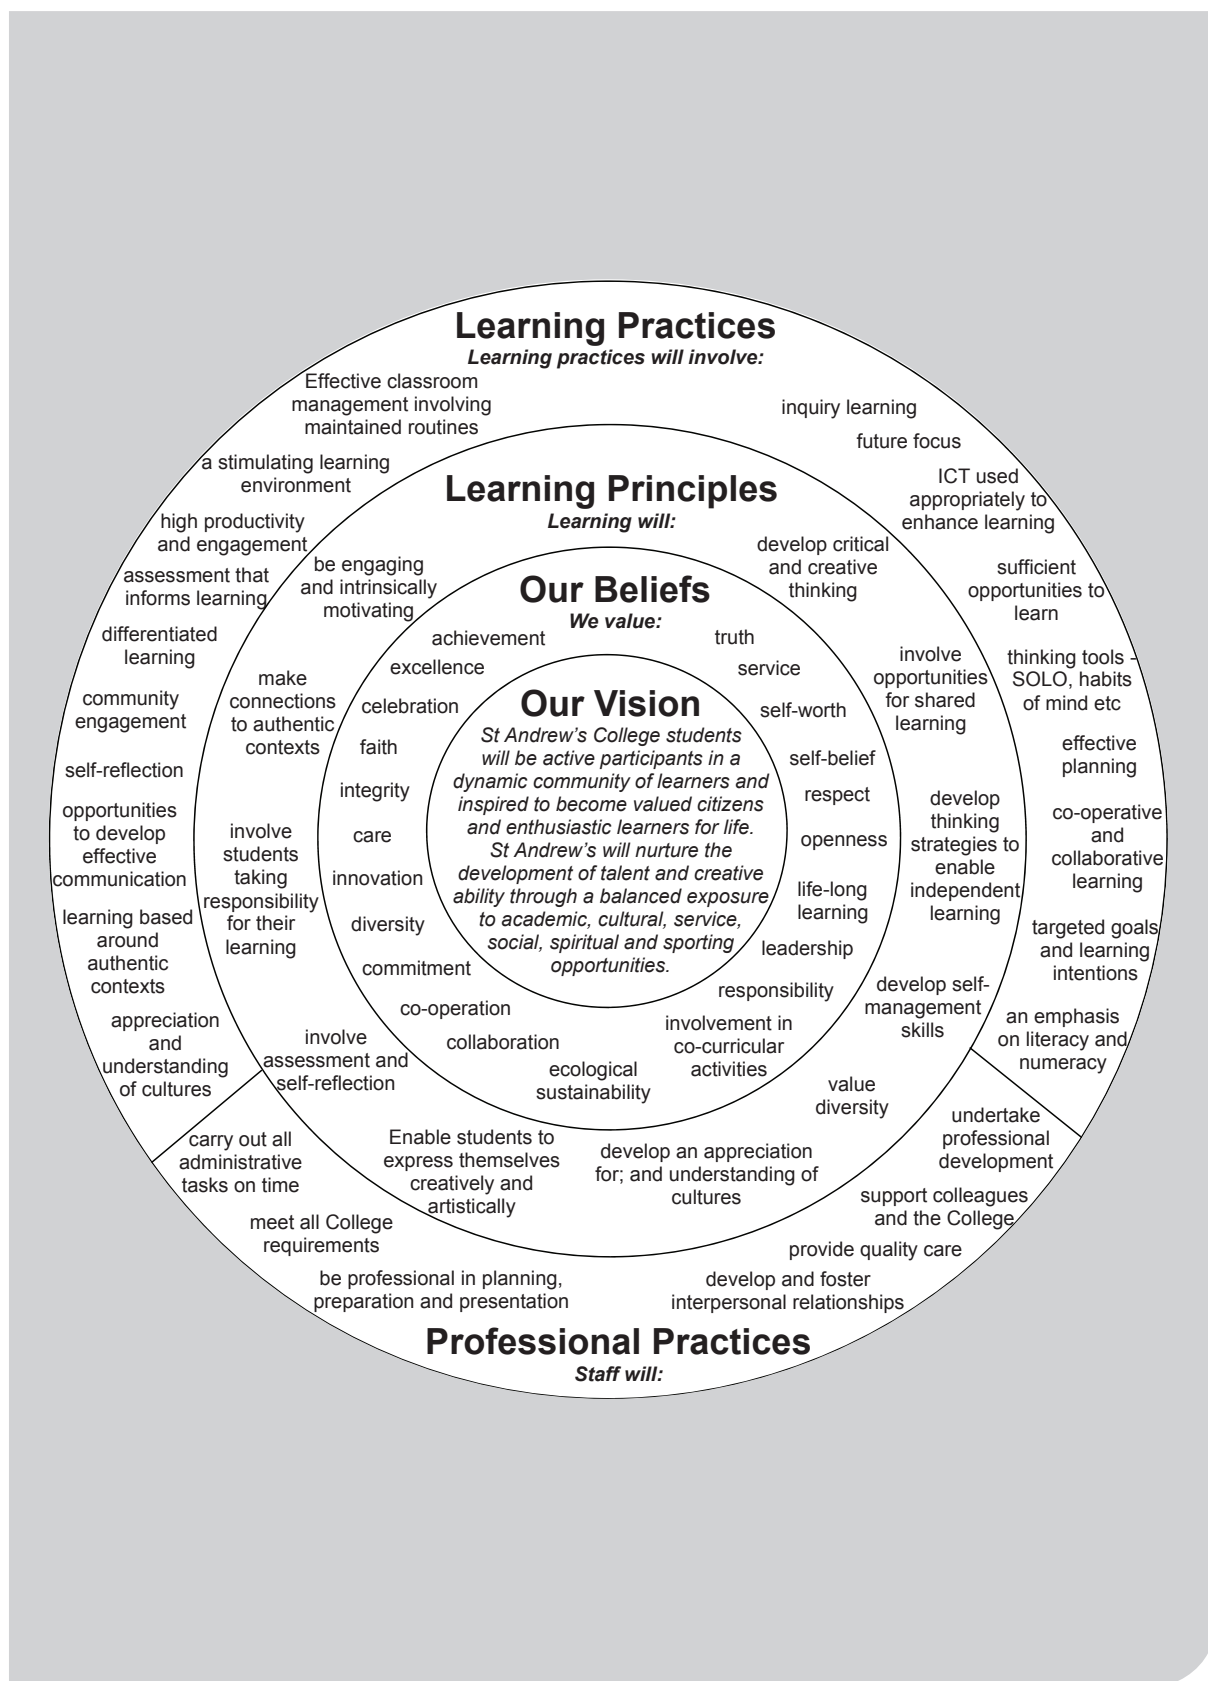 Learning Practices
Learning practices will involve:
Effective classroom
management involving
maintained routines
a stimulating learning
environment
high productivity
and engagement
assessment that
informs learning
differentiated
learning
community
engagement
self-reflection
opportunities
to develop
effective
communication
learning based
around
authentic
contexts
appreciation
and
understanding
of cultures
inquiry learning
future focus
ICT used
appropriately to
enhance learning
sufficient
opportunities to
learn
thinking tools -
SOLO, habits
of mind etc
effective
planning
co-operative
and
collaborative
learning
targeted goals
and learning
intentions
an emphasis
on literacy and
numeracy
Learning Principles
Learning will:
be engaging
and intrinsically
motivating
make
connections
to authentic
contexts
involve
students
taking
responsibility
for their
learning
involve
assessment and
self-reflection
Enable students to
express themselves
creatively and
artistically
develop critical
and creative
thinking
involve
opportunities
for shared
learning
develop
thinking
strategies to
enable
independent
learning
develop self-
management
skills
value
diversity
develop an appreciation
for; and understanding of
cultures
Our Beliefs
We value:
achievement
excellence
celebration
faith
integrity
care
innovation
diversity
commitment
co-operation
collaboration
ecological
sustainability
truth
service
self-worth
self-belief
respect
openness
life-long
learning
leadership
responsibility
involvement in
co-curricular
activities
Our Vision
St Andrew’s College students
will be active participants in a
dynamic community of learners and
inspired to become valued citizens
and enthusiastic learners for life.
St Andrew’s will nurture the
development of talent and creative
ability through a balanced exposure
to academic, cultural, service,
social, spiritual and sporting
opportunities.
carry out all
administrative
tasks on time
meet all College
requirements
be professional in planning,
preparation and presentation
undertake
professional
development
support colleagues
and the College
provide quality care
develop and foster
interpersonal relationships
Professional Practices
Staff will: